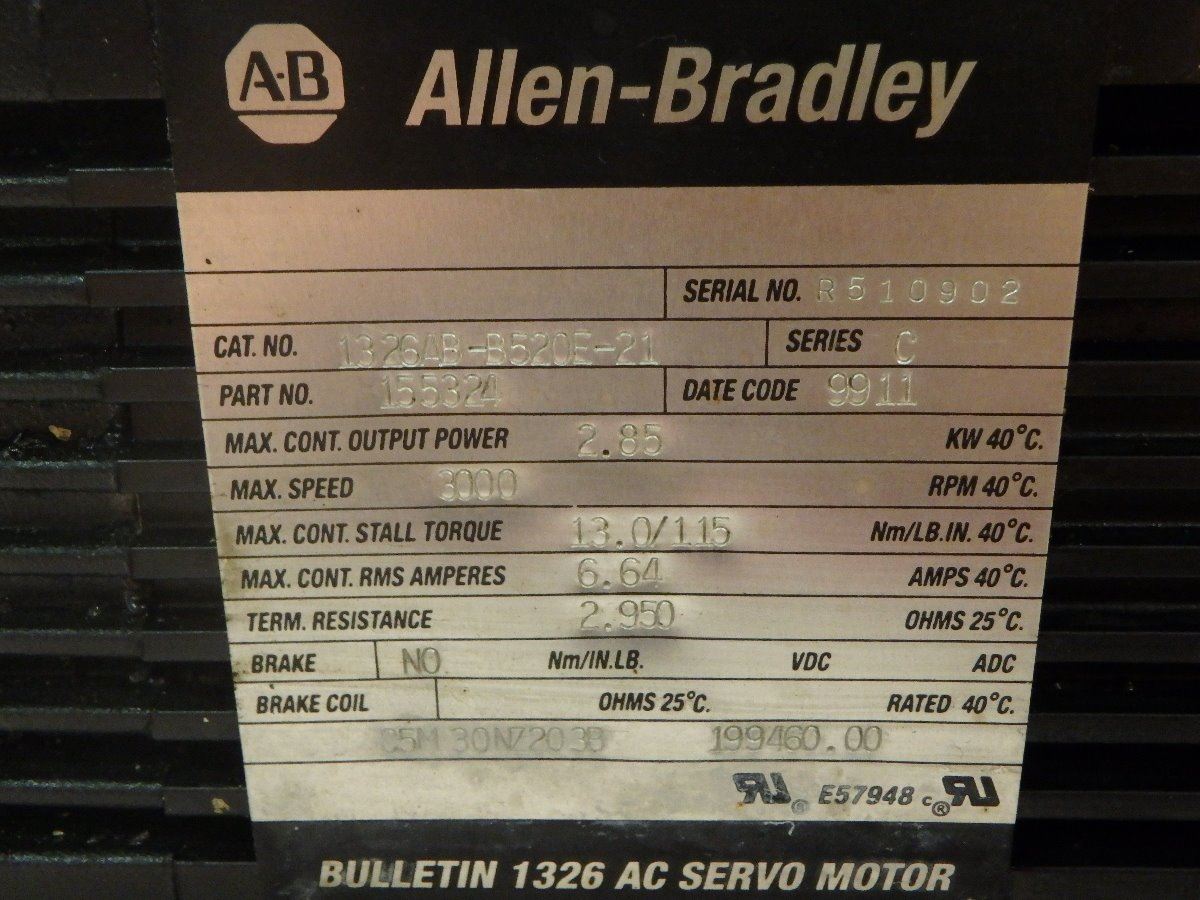 A·B Allen-Bradley
SERIAL NO. R510902
CAT. NO. 1326AB-B520E-21 SERIES C
PART NO. 155324 DATE CODE 9911
MAX. CONT. OUTPUT POWER 2.85 KW 40°C.
MAX. SPEED 3000 RPM 40°C.
MAX. CONT. STALL TORQUE 13.0/115 Nm/LB.IN. 40°C.
MAX. CONT. RMS AMPERES 6.64 AMPS 40°C.
TERM. RESISTANCE 2.950 OHMS 25°C.
BRAKE NO Nm/IN.LB. VDC ADC
BRAKE COIL OHMS 25°C. RATED 40°C.
199460.00
RU ® E57948 c ® RU
BULLETIN 1326 AC SERVO MOTOR